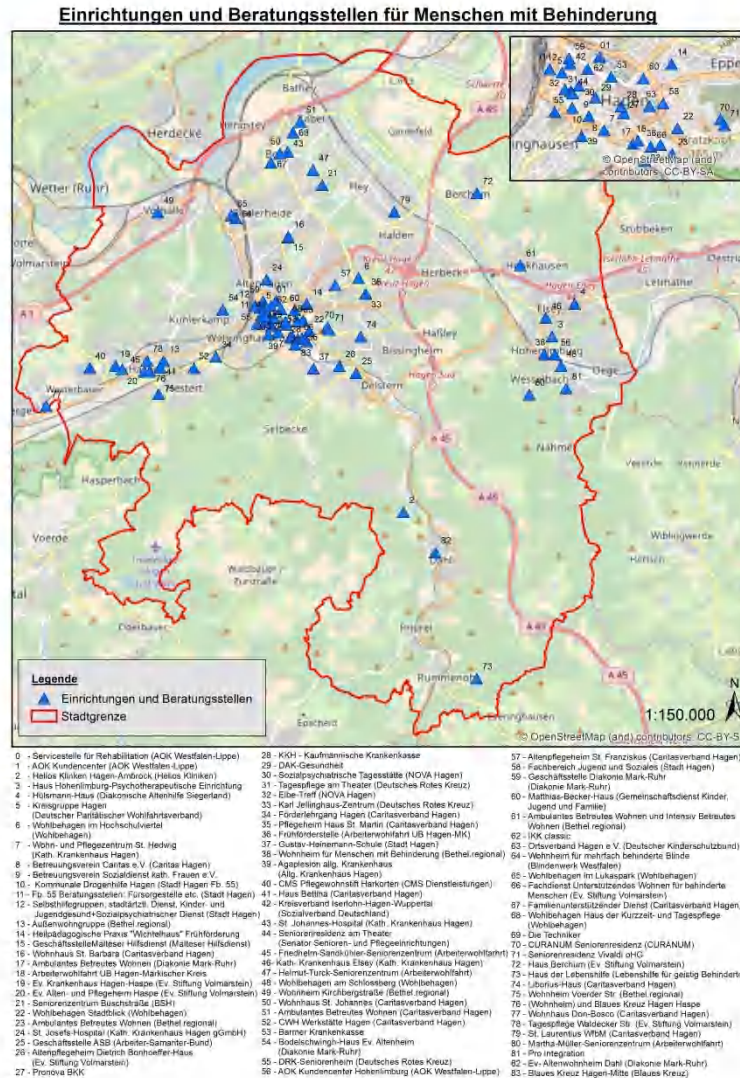 Einrichtungen und Beratungsstellen für Menschen mit Behinderung
Herdecke
Wetter (Ruhr)
Volmarstein
A 45
Berchum
Halden
Herbeck
Kuhlerkamp
Haßley
Bissingheim
Delstern
Westerbauer
Selbecke
Hasperbach
Voerde
Nahmer
Letmathe
Oege
Stübbeken
A 1
A 45
Dahl
Priorei
Rummenohl
Waldbauer
A 45
A 45
© OpenStreetMap (and)
contributors, CC-BY-SA
Legende
Einrichtungen und Beratungsstellen
Stadtgrenze
N
1:150.000
© OpenStreetMap (and) contributors, CC-BY-S
0 - Servicestelle für Rehabilitation (AOK Westfalen-Lippe)
1 - AOK Kundencenter (AOK Westfalen-Lippe)
2 - Helios Kliniken Hagen-Ambrock (Helios Kliniken)
3 - Haus Hohenlimburg-Psychotherapeutische Einrichtung
4 - Hülsmann-Haus (Diakonische Altenhilfe Siegerland)
5 - Kreisgruppe Hagen
(Deutscher Paritätischer Wohlfahrtsverband)
6 - Wohlbehagen im Hochschulviertel
(Wohlbehagen)
7 - Wohn- und Pflegezentrum St. Hedwig
(Kath. Krankenhaus Hagen)
8 - Betreuungsverein Caritas e.V. (Caritas Hagen)
9 - Betreuungsverein Sozialdienst kath. Frauen e.V.
10 - Kommunale Drogenhilfe Hagen (Stadt Hagen Fb. 55)
11 - Fb. 55 Beratungsstellen: Fürsorgestelle etc. (Stadt Hagen)
12 - Selbsthilfegruppen, stadtärztl. Dienst, Kinder- und
Jugendgesund+Sozialpsychiatrischer Dienst (Stadt Hagen)
13 - Außenwohngruppe (Bethel.regional)
14 - Heilpädagogische Praxis "Wichtelhaus" Frühförderung
15 - GeschäftsstelleMalteser Hilfsdienst (Malteser Hilfsdienst)
16 - Wohnhaus St. Barbara (Caritasverband Hagen)
17 - Ambulantes Betreutes Wohnen (Diakonie Mark-Ruhr)
18 - Arbeiterwohlfahrt UB Hagen-Märkischer Kreis
19 - Ev. Krankenhaus Hagen-Haspe (Ev. Stiftung Volmarstein)
20 - Ev. Alten- und Pflegeheim Haspe (Ev. Stiftung Volmarstein)
21 - Seniorenzentrum Buschstraße (BSH)
22 - Wohlbehagen Stadtblick (Wohlbehagen)
23 - Ambulantes Betreutes Wohnen (Bethel.regional)
24 - St. Josefs-Hospital (Kath. Krankenhaus Hagen gGmbH)
25 - Geschäftsstelle ASB (Arbeiter-Samariter-Bund)
26 - Altenpflegeheim Dietrich Bonhoeffer-Haus
(Ev. Stiftung Volmarstein)
27 - Pronova BKK
28 - KKH - Kaufmännische Krankenkasse
29 - DAK-Gesundheit
30 - Sozialpsychiatrische Tagesstätte (NOVA Hagen)
31 - Tagespflege am Theater (Deutsches Rotes Kreuz)
32 - Elbe-Treff (NOVA Hagen)
33 - Karl Jellinghaus-Zentrum (Deutsches Rotes Kreuz)
34 - Förderlehrgang Hagen (Caritasverband Hagen)
35 - Pflegeheim Haus St. Martin (Caritasverband Hagen)
36 - Frühförderstelle (Arbeiterwohlfahrt UB Hagen-MK)
37 - Gustav-Heinemann-Schule (Stadt Hagen)
38 - Wohnheim für Menschen mit Behinderung (Bethel.regional)
39 - Agaplesion allg. Krankenhaus
(Allg. Krankenhaus Hagen)
40 - CMS Pflegewohnstift Harkorten (CMS Dienstleistungen)
41 - Haus Bettina (Caritasverband Hagen)
42 - Kreisverband Iserlohn-Hagen-Wuppertal
(Sozialverband Deutschland)
43 - St. Johannes-Hospital (Kath. Krankenhaus Hagen)
44 - Seniorenresidenz am Theater
(Senator Senioren- und Pflegeeinrichtungen)
45 - Friedhelm-Sandkühler-Seniorenzentrum (Arbeiterwohlfahrt)
46 - Kath. Krankenhaus Elsey (Kath. Krankenhaus Hagen)
47 - Helmut-Turck-Seniorenzentrum (Arbeiterwohlfahrt)
48 - Wohlbehagen am Schlossberg (Wohlbehagen)
49 - Wohnheim Kirchbergstraße (Bethel.regional)
50 - Wohnhaus St. Johannes (Caritasverband Hagen)
51 - Ambulantes Betreutes Wohnen (Caritasverband Hagen)
52 - CWH Werkstätte Hagen (Caritasverband Hagen)
53 - Barmer Krankenkasse
54 - Bodelschwingh-Haus Ev. Altenheim
(Diakonie Mark-Ruhr)
55 - DRK-Seniorenheim (Deutsches Rotes Kreuz)
56 - AOK Kundencenter Hohenlimburg (AOK Westfalen-Lippe)
57 - Altenpflegeheim St. Franziskus (Caritasverband Hagen)
58 - Fachbereich Jugend und Soziales (Stadt Hagen)
59 - Geschäftsstelle Diakonie Mark-Ruhr
(Diakonie Mark-Ruhr)
60 - Matthias-Becker-Haus (Gemeinschaftsdienst Kinder,
Jugend und Familie)
61 - Ambulantes Betreutes Wohnen und Intensiv Betreutes
Wohnen (Bethel.regional)
62 - IKK classic
63 - Ortsverband Hagen e.V. (Deutscher Kinderschutzbund)
64 - Wohnheim für mehrfach behinderte Blinde
(Blindenwerk Westfalen)
65 - Wohlbehagen im Lukaspark (Wohlbehagen)
66 - Fachdienst Unterstützendes Wohnen für behinderte
Menschen (Ev. Stiftung Volmarstein)
67 - Familienunterstützender Dienst (Caritasverband Hagen)
68 - Wohlbehagen Haus der Kurzzeit- und Tagespflege
(Wohlbehagen)
69 - Die Techniker
70 - CURANUM Seniorenresidenz (CURANUM)
71 - Seniorenresidenz Vivaldi oHG
72 - Haus Berchum (Ev. Stiftung Volmarstein)
73 - Haus der Lebenshilfe (Lebenshilfe für geistig Behinderte
74 - Liborius-Haus (Caritasverband Hagen)
75 - Wohnheim Voerder Str. (Bethel.regional)
76 - (Wohnheim) und Blaues Kreuz Hagen Haspe
77 - Wohnhaus Don-Bosco (Caritasverband Hagen)
78 - Tagespflege Waldecker Str. (Ev. Stiftung Volmarstein)
79 - St. Laurentius WfbM (Caritasverband Hagen)
80 - Martha-Müller-Seniorenzentrum (Arbeiterwohlfahrt)
81 - Pro Integration
82 - Ev. Altenwohnheim Dahl (Diakonie Mark-Ruhr)
83 - Blaues Kreuz Hagen-Mitte (Blaues Kreuz)